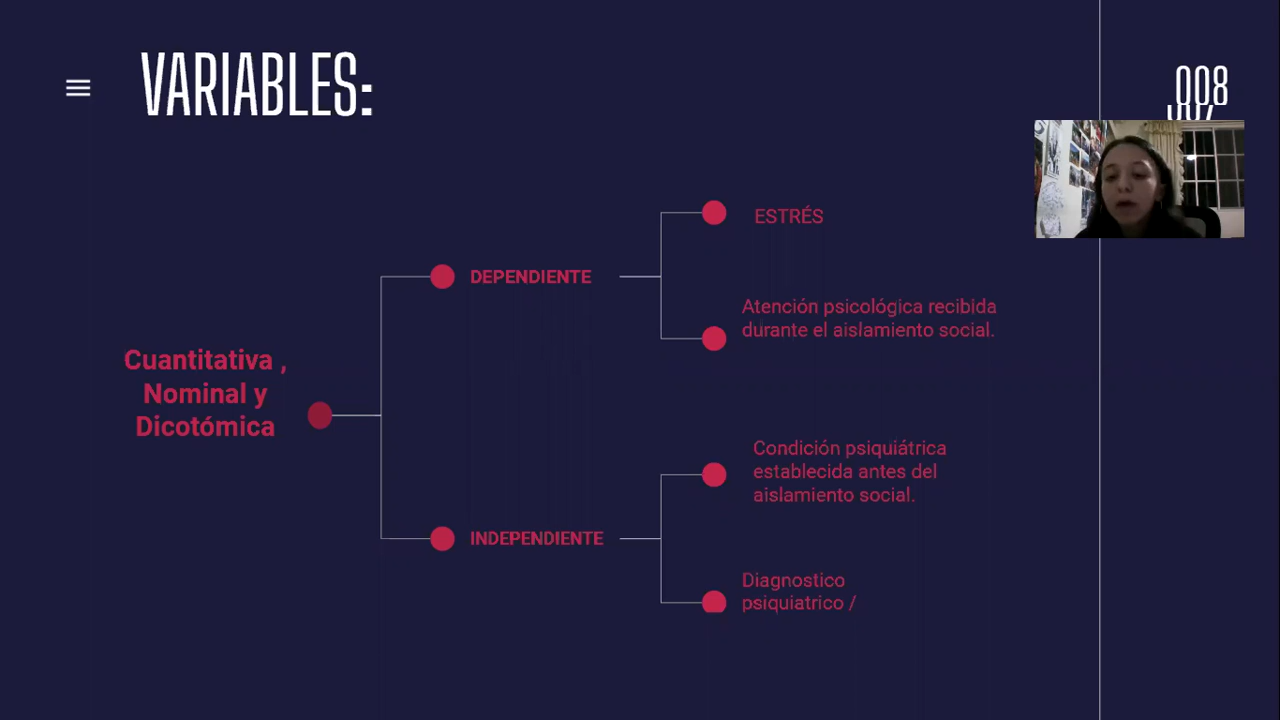 VARIABLES:
008
ESTRÉS
DEPENDIENTE
Atención psicológica recibida
durante el aislamiento social.
Cuantitativa ,
Nominal y
Dicotómica
Condición psiquiátrica
establecida antes del
aislamiento social.
INDEPENDIENTE
Diagnostico
psiquiatrico /